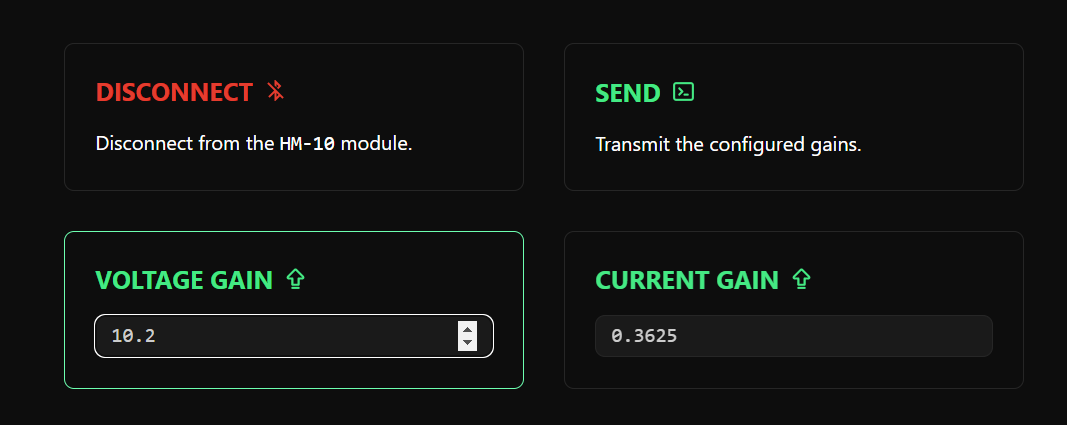 DISCONNECT
Disconnect from the HM-10 module.
SEND
Transmit the configured gains.
VOLTAGE GAIN
10.2
CURRENT GAIN
0.3625